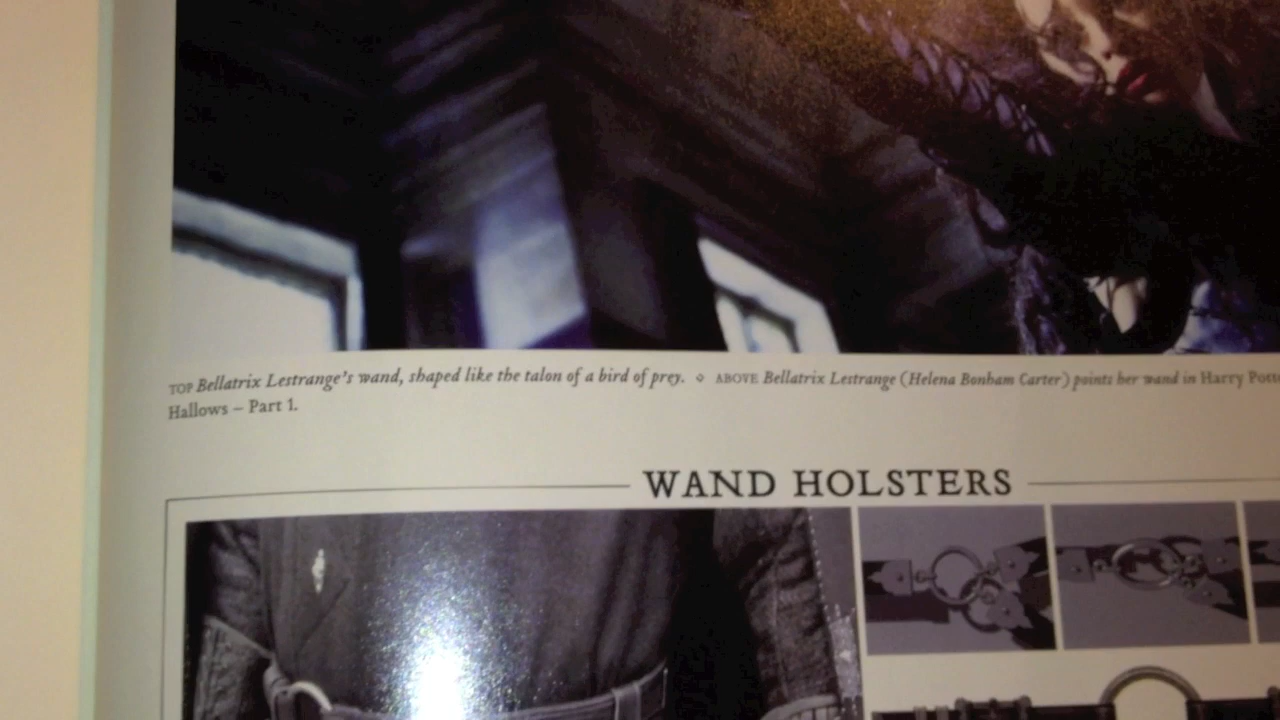 TOP Bellatrix Lestrange's wand, shaped like the talon of a bird of prey. ◇ ABOVE Bellatrix Lestrange (Helena Bonham Carter) points her wand in Harry
Hallows – Part 1.
WAND HOLSTERS